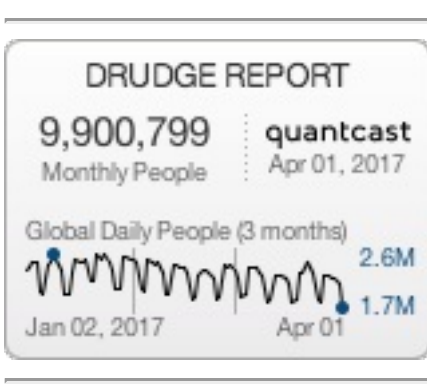 DRUDGE REPORT
9,900,799
Monthly People
quantcast
Apr 01, 2017
Global Daily People (3 months)
2.6M
1.7M
Jan 02, 2017
Apr 01